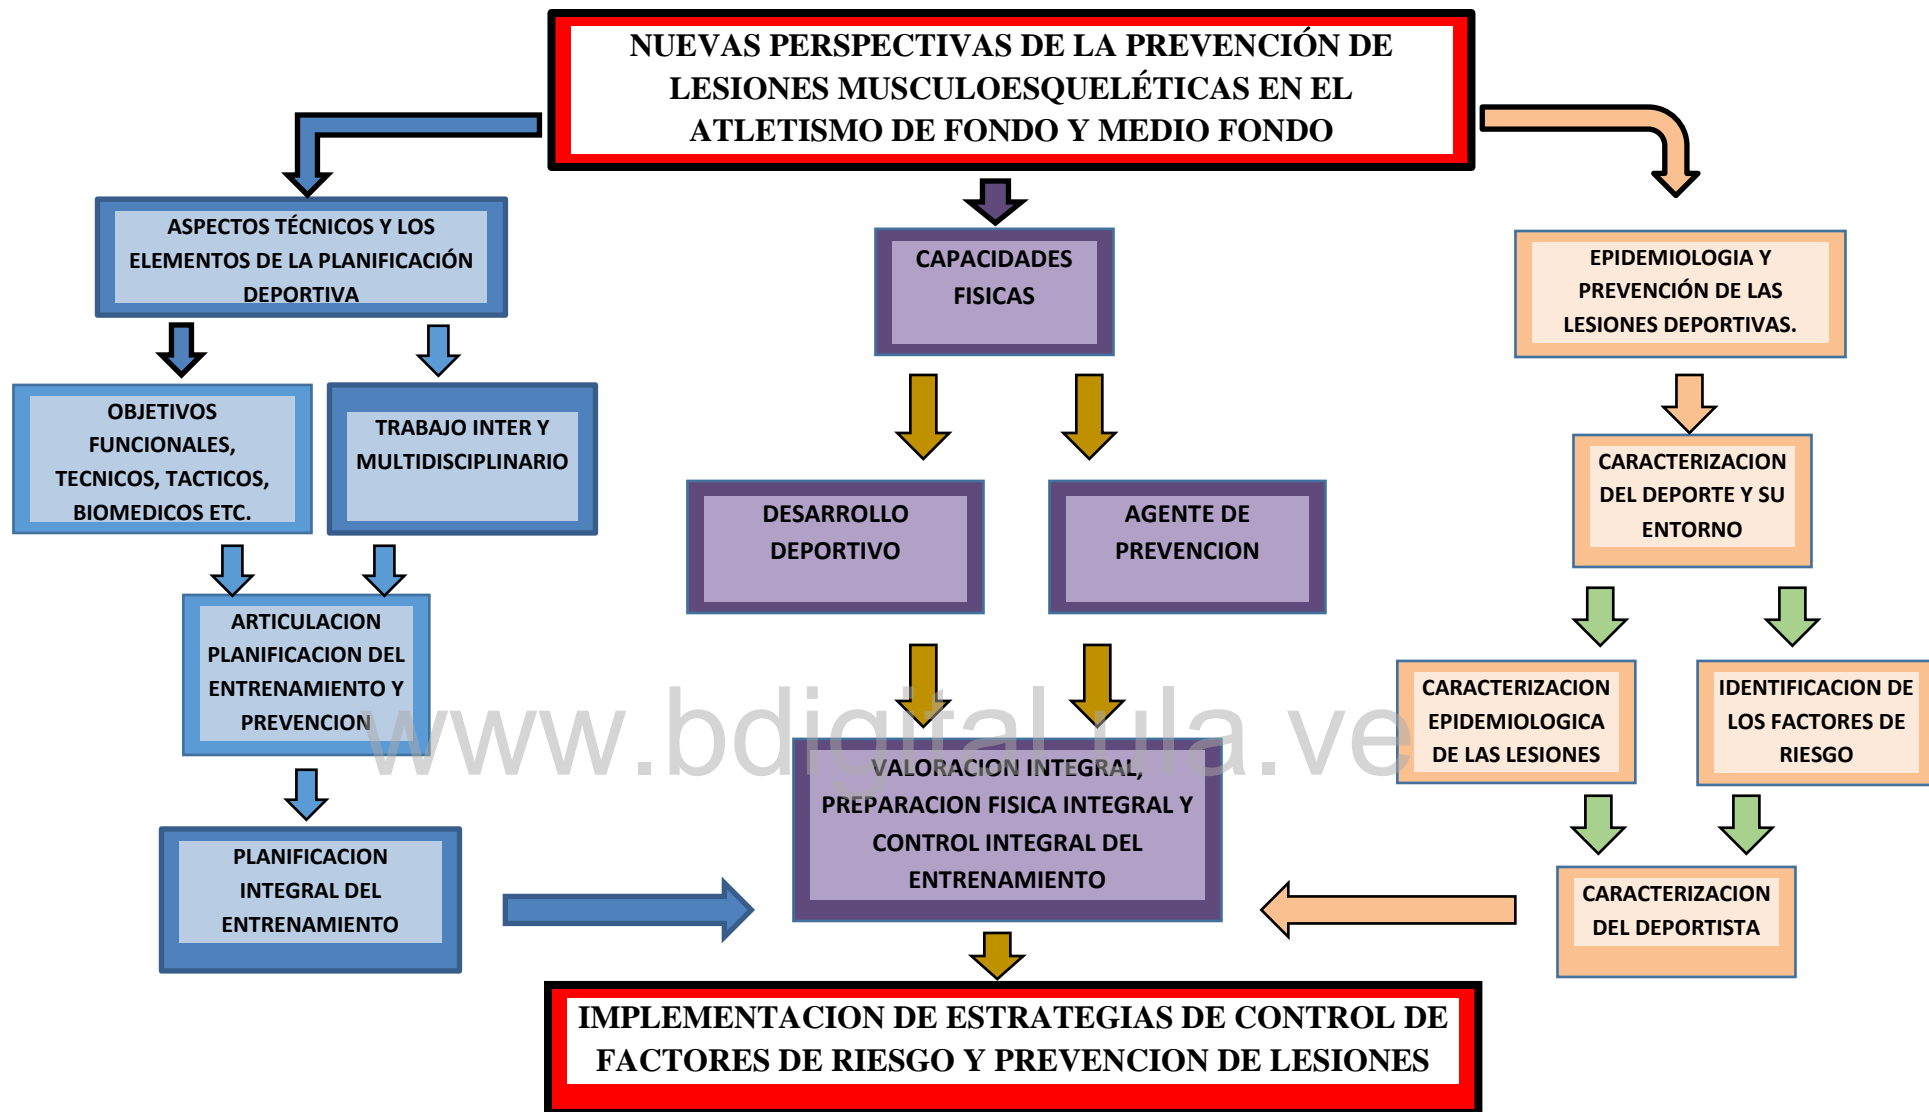 NUEVAS PERSPECTIVAS DE LA PREVENCIÓN DE
LESIONES MUSCULOESQUELÉTICAS EN EL
ATLETISMO DE FONDO Y MEDIO FONDO
ASPECTOS TÉCNICOS Y LOS
ELEMENTOS DE LA PLANIFICACIÓN
DEPORTIVA
CAPACIDADES
FISICAS
EPIDEMIOLOGIA Y
PREVENCIÓN DE LAS
LESIONES DEPORTIVAS.
OBJETIVOS
FUNCIONALES,
TECNICOS, TACTICOS,
BIOMEDICOS ETC.
TRABAJO INTER Y
MULTIDISCIPLINARIO
CARACTERIZACION
DEL DEPORTE Y SU
ENTORNO
DESARROLLO
DEPORTIVO
AGENTE DE
PREVENCION
ARTICULACION
PLANIFICACION DEL
ENTRENAMIENTO Y
PREVENCION
CARACTERIZACION
EPIDEMIOLOGICA
DE LAS LESIONES
IDENTIFICACION DE
LOS FACTORES DE
RIESGO
www.bdigital.ula.ve
VALORACION INTEGRAL,
PREPARACION FISICA INTEGRAL Y
CONTROL INTEGRAL DEL
ENTRENAMIENTO
PLANIFICACION
INTEGRAL DEL
ENTRENAMIENTO
CARACTERIZACION
DEL DEPORTISTA
IMPLEMENTACION DE ESTRATEGIAS DE CONTROL DE
FACTORES DE RIESGO Y PREVENCION DE LESIONES